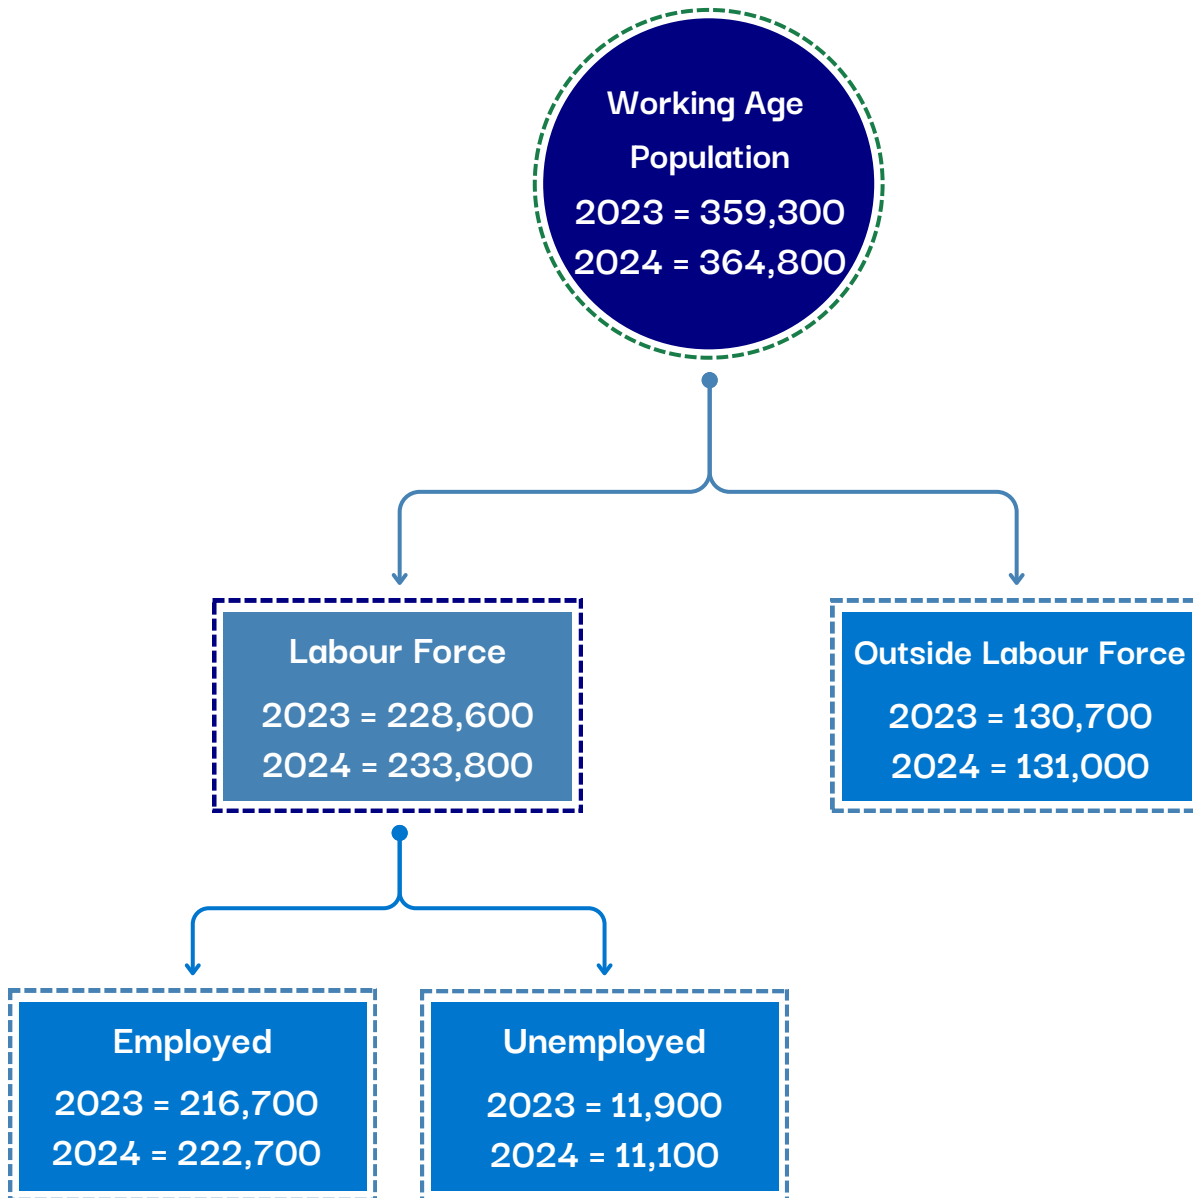 Working Age
Population
2023 = 359,300
2024 = 364,800
Labour Force
2023 = 228,600
2024 = 233,800
Outside Labour Force
2023 = 130,700
2024 = 131,000
Employed
2023 = 216,700
2024 = 222,700
Unemployed
2023 = 11,900
2024 = 11,100